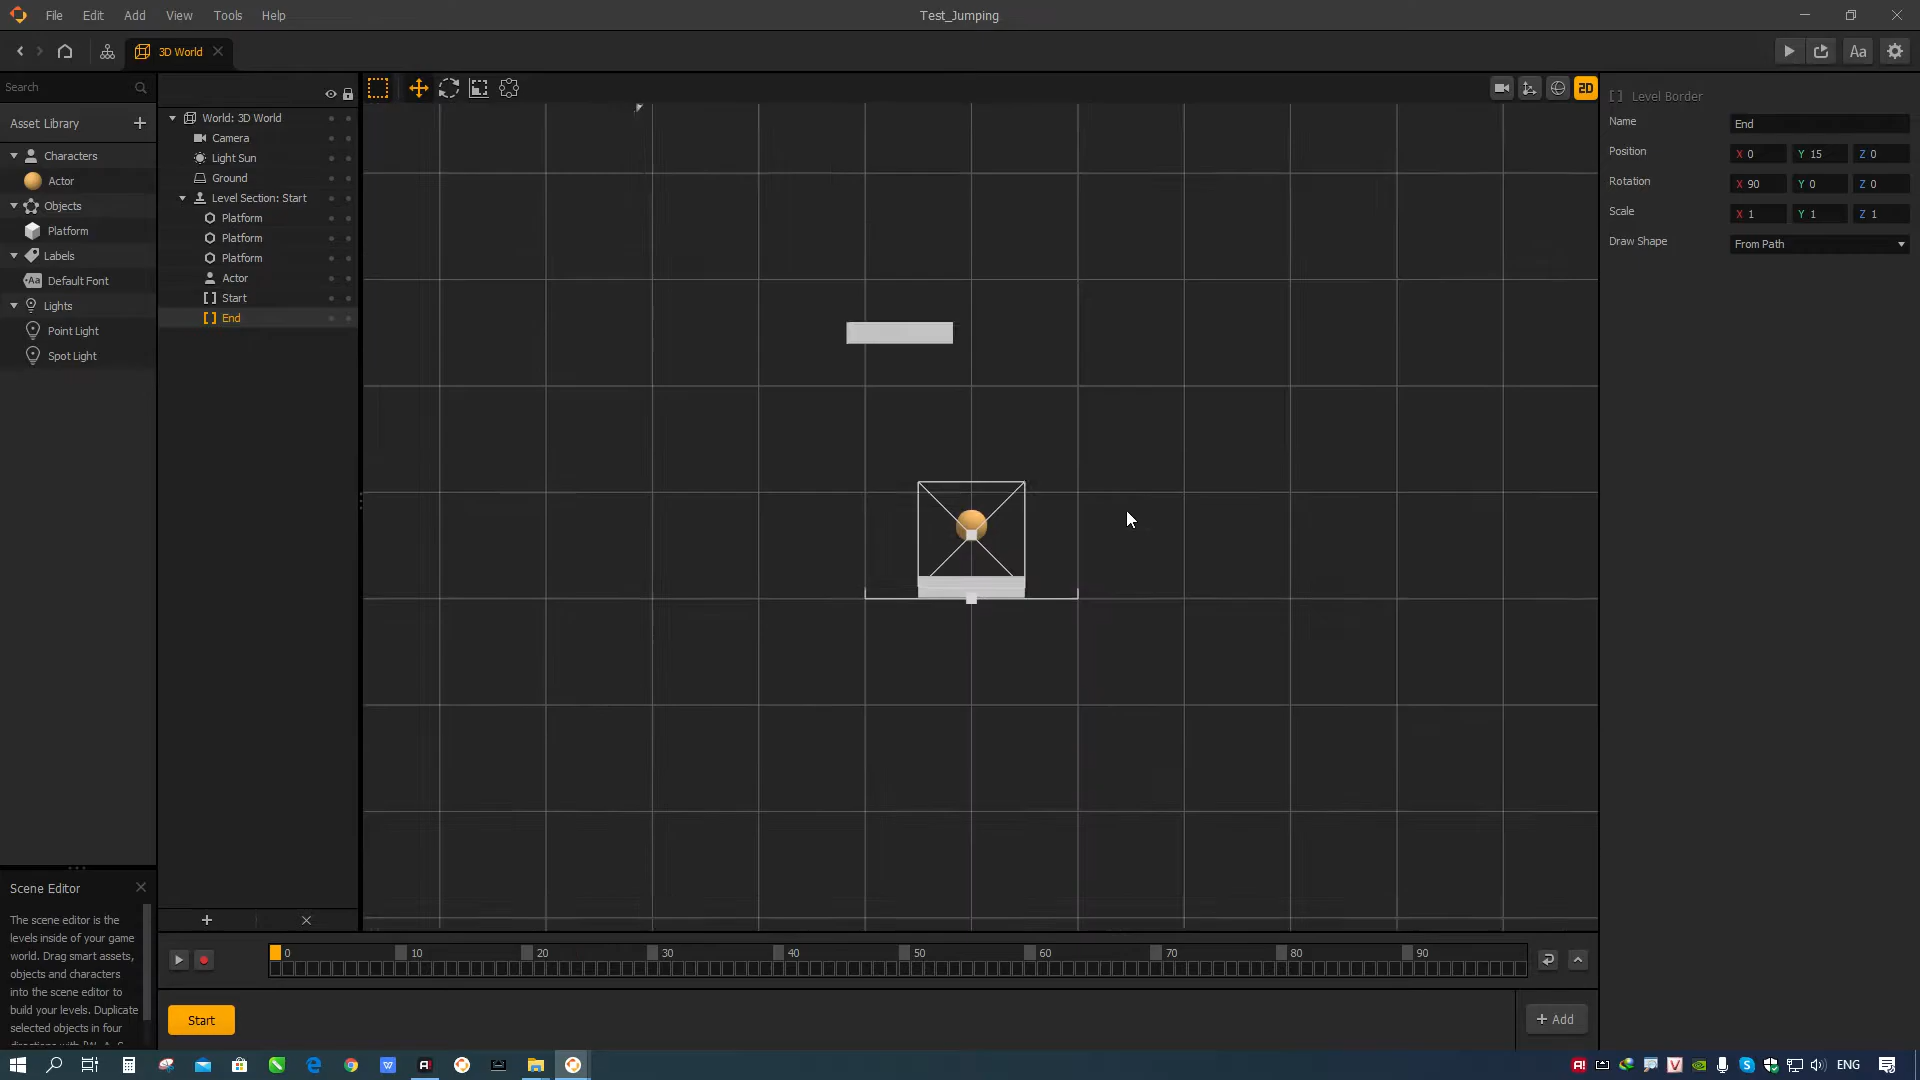 File Edit Add View Tools Help
Test_Jumping
3D World
Aa
Search
Asset Library
Characters
Actor
Objects
Platform
Labels
Aa Default Font
Lights
Point Light
Spot Light
World: 3D World
Camera
Light Sun
Ground
Level Section: Start
Platform
Platform
Platform
Actor
Start
End
2D
Level Border
Name End
Position X 0 Y 15 Z 0
Rotation X 90 Y 0 Z 0
Scale X 1 Y 1 Z 1
Draw Shape From Path
Scene Editor
The scene editor is the
levels inside of your game
world. Drag smart assets,
objects and characters
into the scene editor to
build your levels. Duplicate
selected objects in four
0 10 20 30 40 50 60 70 80 90
Start
+ Add
ENG